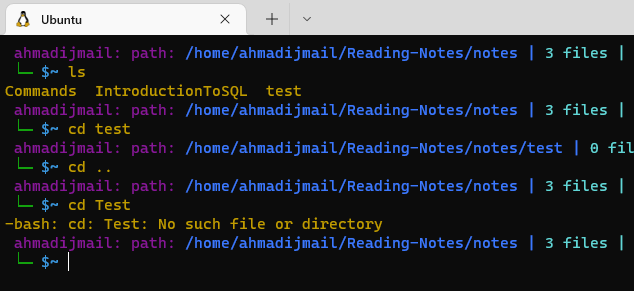 Ubuntu
ahmadijmail: path: /home/ahmadijmail/Reading-Notes/notes | 3 files |
$~ ls
Commands IntroductionToSQL test
ahmadijmail: path: /home/ahmadijmail/Reading-Notes/notes | 3 files |
$~ cd test
ahmadijmail: path: /home/ahmadijmail/Reading-Notes/notes/test | 0 fil
$~ cd ..
ahmadijmail: path: /home/ahmadijmail/Reading-Notes/notes | 3 files |
$~ cd Test
-bash: cd: Test: No such file or directory
ahmadijmail: path: /home/ahmadijmail/Reading-Notes/notes | 3 files |
$~